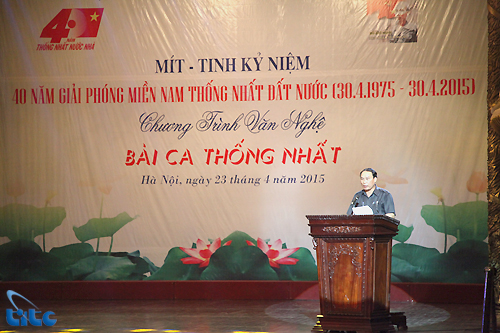 40 NĂM
THỐNG NHẤT NƯỚC NHÀ
MÍT - TINH KỶ NIỆM
40 NĂM GIẢI PHÓNG MIỀN NAM THỐNG NHẤT ĐẤT NƯỚC (30.4.1975 - 30.4.2015)
Chương Trình Văn Nghệ
BÀI CA THỐNG NHẤT
Hà Nội, ngày 23 tháng 4 năm 2015
TITC